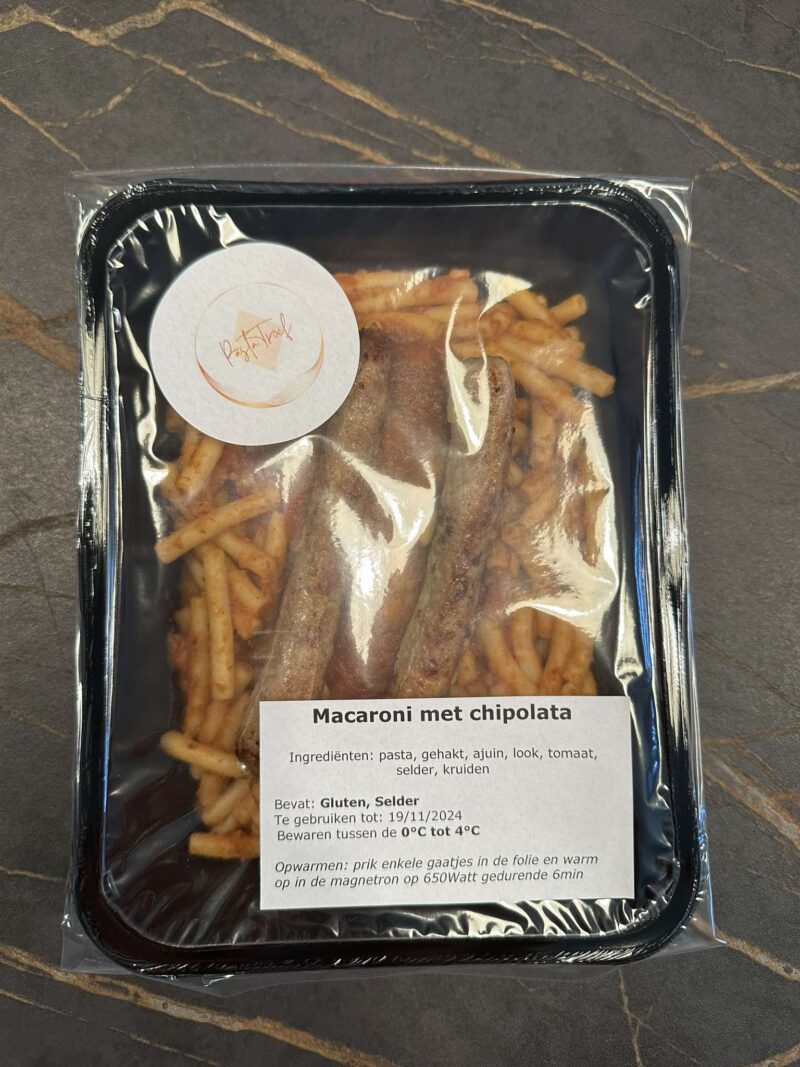 PastaTroef
Macaroni met chipolata
Ingrediënten: pasta, gehakt, ajuin, look, tomaat,
selder, kruiden
Bevat: Gluten, Selder
Te gebruiken tot: 19/11/2024
Bewaren tussen de 0°C tot 4°C
Opwarmen: prik enkele gaatjes in de folie en warm
op in de magnetron op 650Watt gedurende 6min